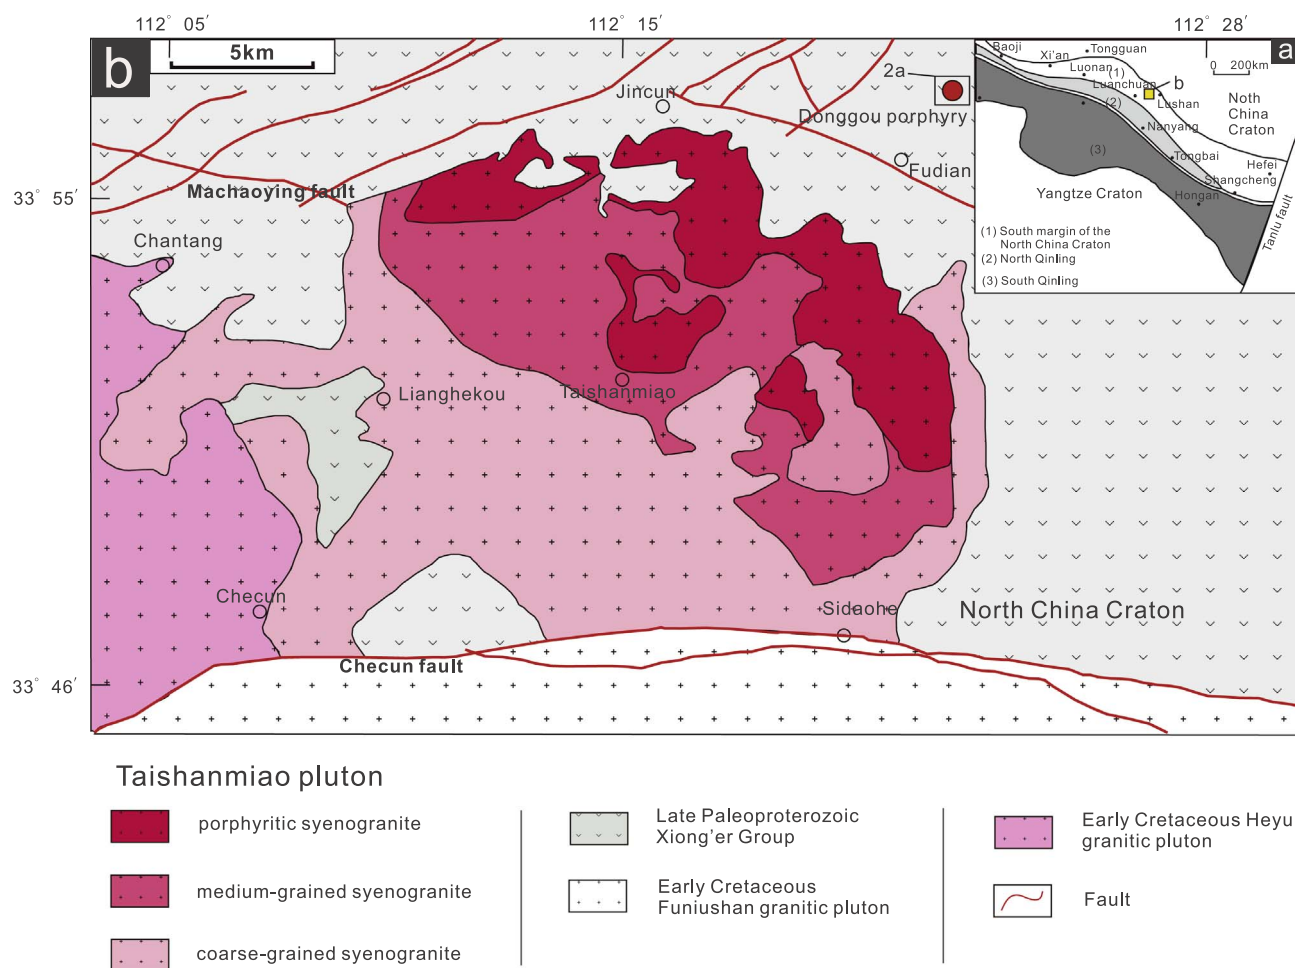 112° 05′
112° 15′
112° 28′
b
5km
a
Baoji
Tongguan
Xi'an
Luonan
(1)
0 200km
Luanchuan
b
(2)
Lushan
Noth
China
Craton
Nanyang
(3)
Tongbai
Hefei
Shangcheng
Yangtze Craton
Hongan
Tanlu fault
(1) South margin of the
North China Craton
(2) North Qinling
(3) South Qinling
2a
Jincun
Donggou porphyry
Fudian
33° 55′
Machaoying fault
Chantang
Lianghekou
Taishanmiao
Checun
Sidaohe
North China Craton
Checun fault
33° 46′
Taishanmiao pluton
porphyritic syenogranite
medium-grained syenogranite
coarse-grained syenogranite
Late Paleoproterozoic
Xiong'er Group
Early Cretaceous
Funiushan granitic pluton
Early Cretaceous Heyu
granitic pluton
Fault